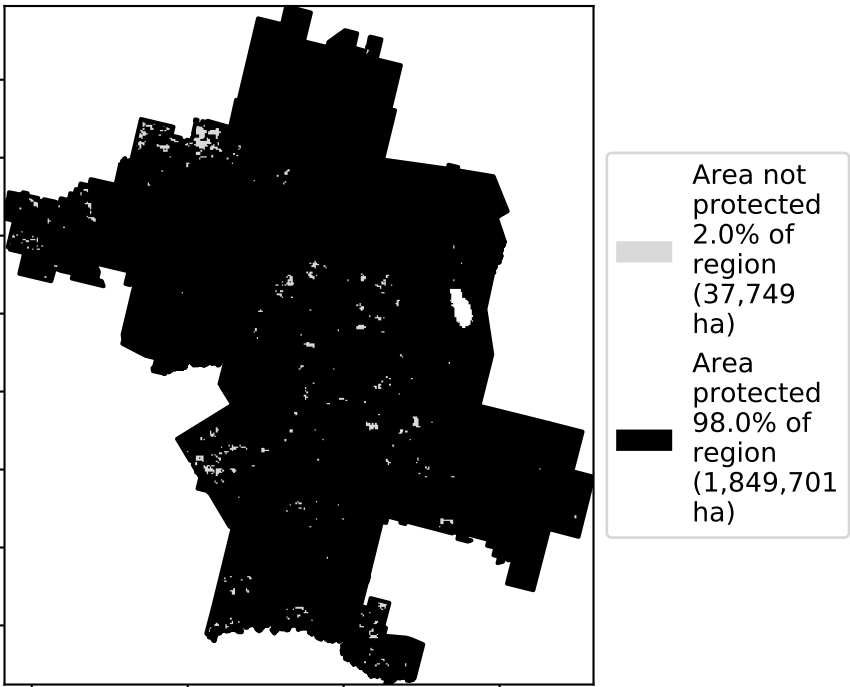 Area not
protected
2.0% of
region
(37,749
ha)
Area
protected
98.0% of
region
(1,849,701
ha)